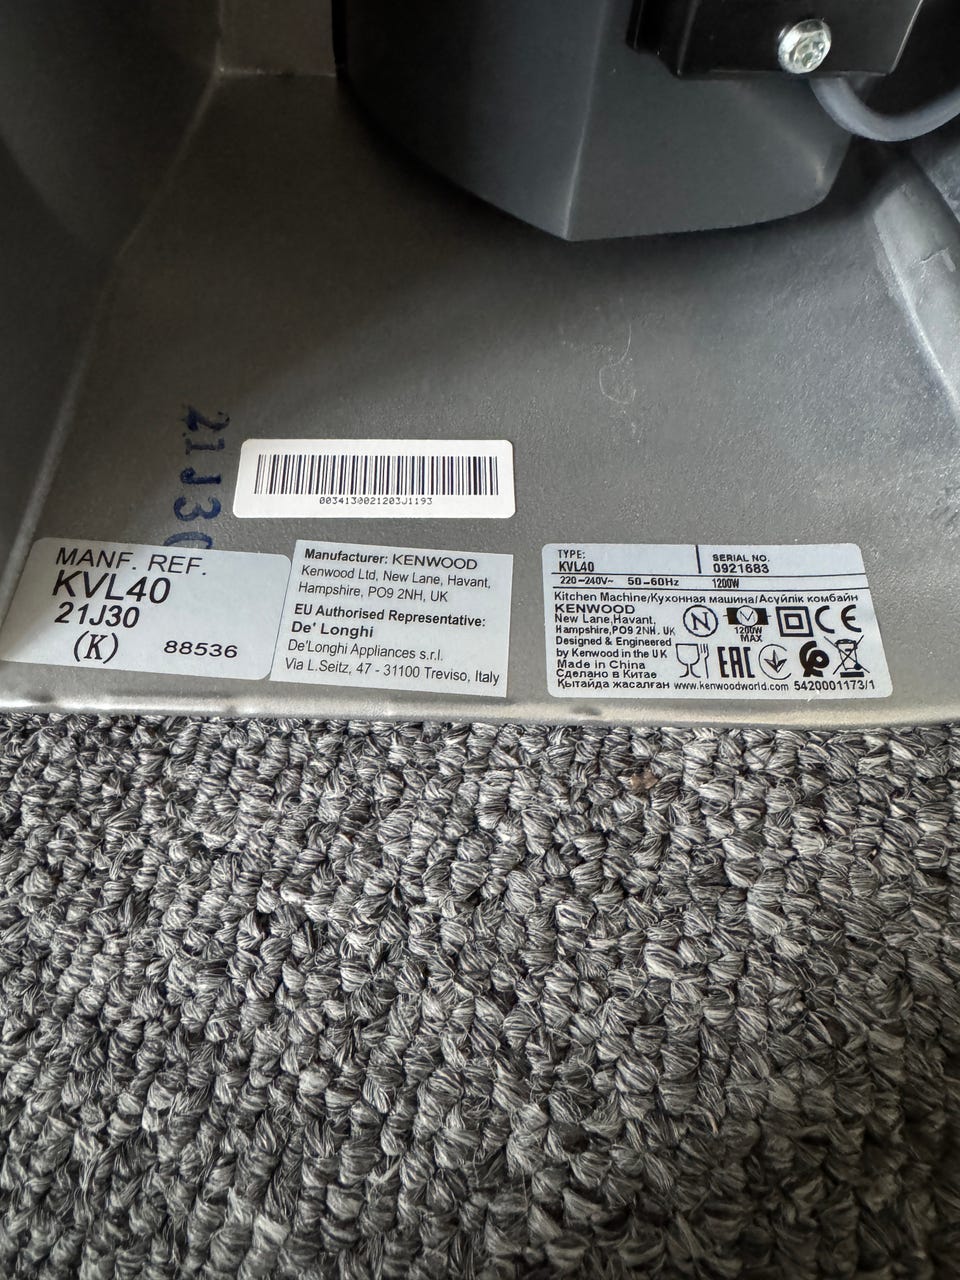 21J30
0034130021203J1193
MANF. REF.
KVL40
21J30
(K) 88536
Manufacturer: KENWOOD
Kenwood Ltd, New Lane, Havant,
Hampshire, PO9 2NH, UK
EU Authorised Representative:
De' Longhi
De'Longhi Appliances s.r.l.
Via L.Seitz, 47 - 31100 Treviso, Italy
TYPE:
KVL40
SERIAL NO.
0921683
220-240V~ 50-60Hz 1200W
Kitchen Machine/Кухонная машина/Асүйлік комбайн
KENWOOD
New Lane,Havant,
Hampshire,PO9 2NH. UK
Designed & Engineered
by Kenwood in the UK
Made in China
Сделано в Китае
Қытайда жасалған www.kenwoodworld.com 5420001173/1
N
1200W
MAX
CE
EAC